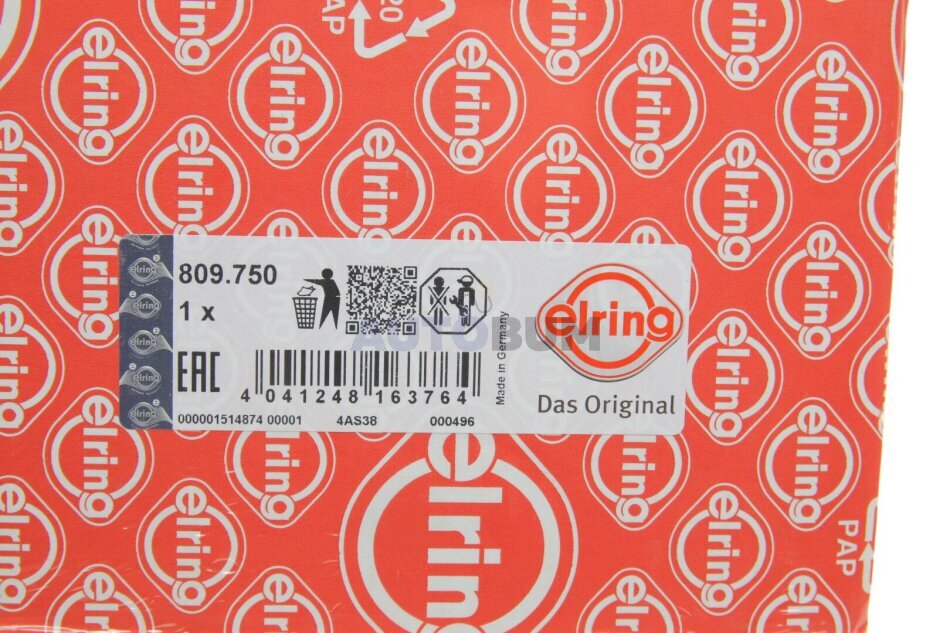 20
PAP
809.750
1 x
elring
AUTOBUM
EAC
4 041248 163764
Made in Germany
Das Original
000001514874 00001 4AS38 000496
elring
PAP